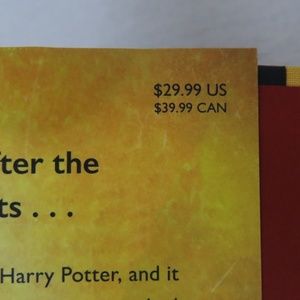 $29.99 US
$39.99 CAN
fter the
ts . . .
Harry Potter, and it